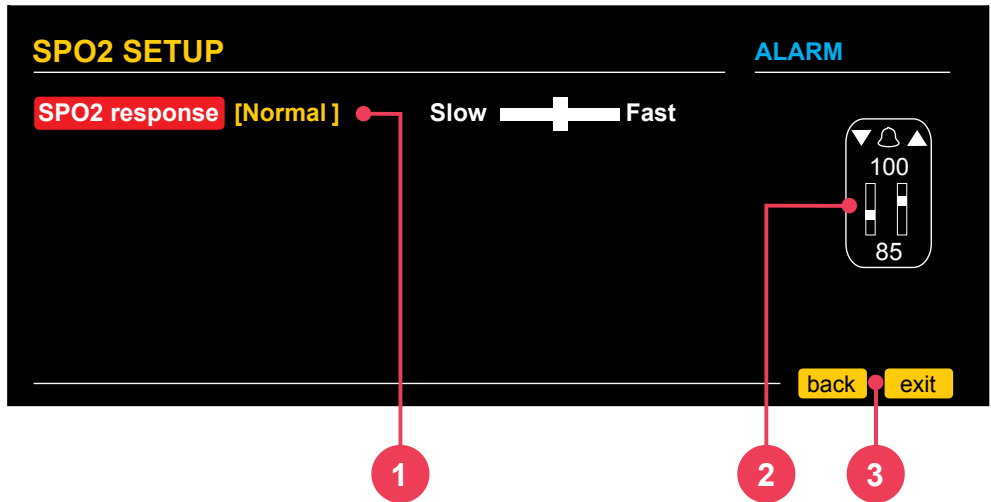 SPO2 SETUP
ALARM
SPO2 response [Normal ] Slow Fast
100
85
back exit
1 2 3